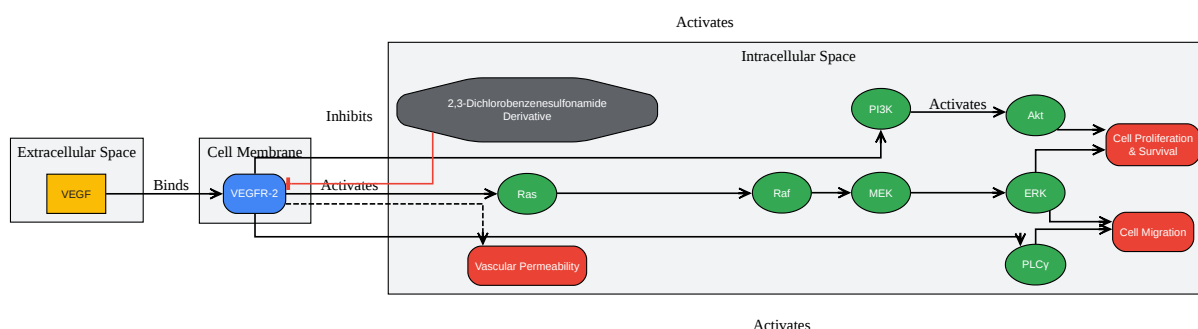 Activates
Intracellular Space
2,3-Dichlorobenzenesulfonamide
Derivative
PI3K
Activates
Akt
Inhibits
Cell Proliferation
& Survival
Extracellular Space
Cell Membrane
VEGF
Binds
VEGFR-2
Activates
Ras
Raf
MEK
ERK
Cell Migration
Vascular Permeability
PLCγ
Activates